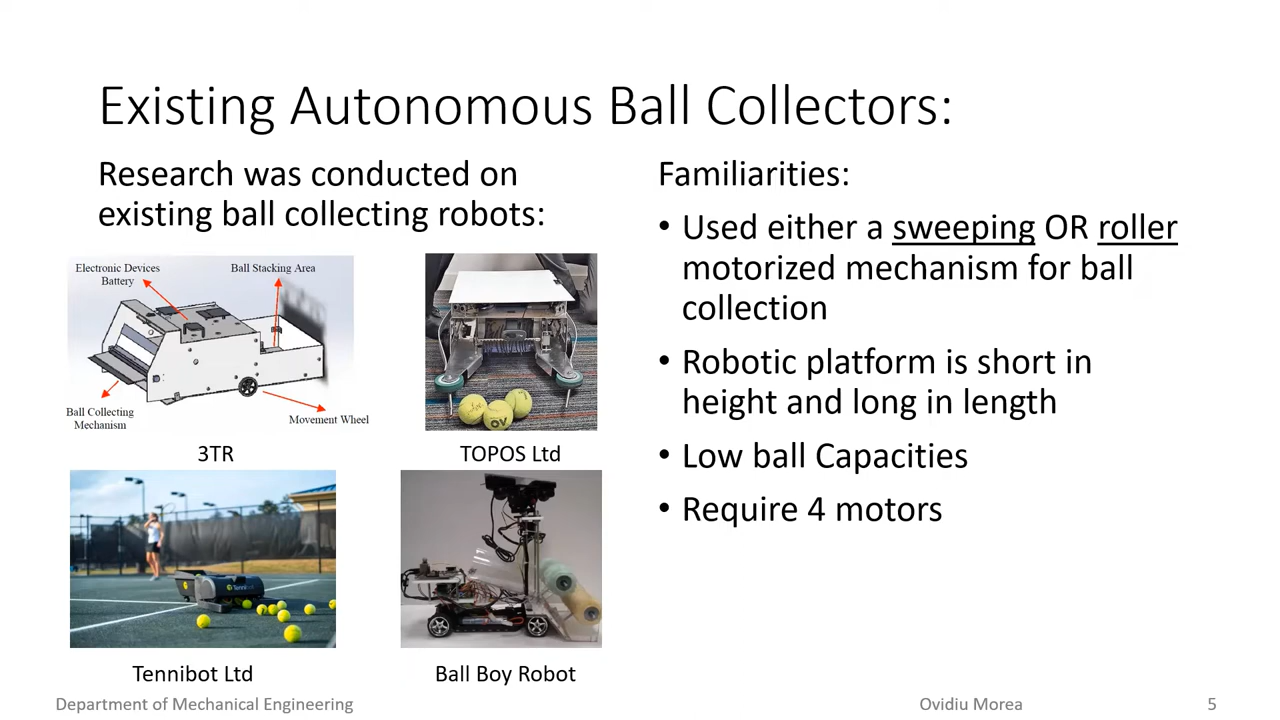 Existing Autonomous Ball Collectors:
Research was conducted on
existing ball collecting robots:
Electronic Devices
Battery
Ball Stacking Area
Ball Collecting
Mechanism
Movement Wheel
3TR
TOPOS Ltd
Tennibot Ltd
Ball Boy Robot
Familiarities:
• Used either a sweeping OR roller
motorized mechanism for ball
collection
• Robotic platform is short in
height and long in length
• Low ball Capacities
• Require 4 motors
Department of Mechanical Engineering
Ovidiu Morea
5